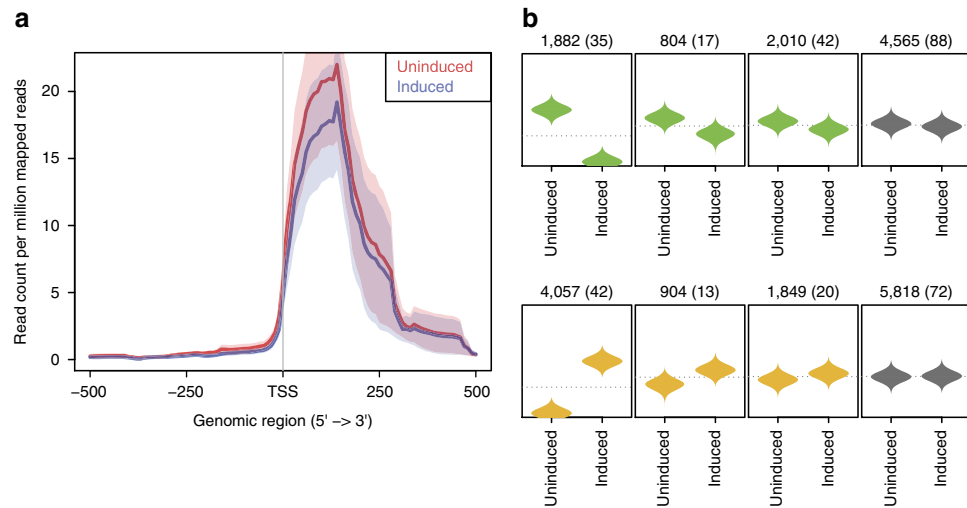 a
Read count per million mapped reads
20
15
10
5
0
Uninduced
Induced
−500
−250
TSS
250
500
Genomic region (5' −> 3')
b
1,882 (35)
804 (17)
2,010 (42)
4,565 (88)
Uninduced
Induced
Uninduced
Induced
Uninduced
Induced
Uninduced
Induced
4,057 (42)
904 (13)
1,849 (20)
5,818 (72)
Uninduced
Induced
Uninduced
Induced
Uninduced
Induced
Uninduced
Induced